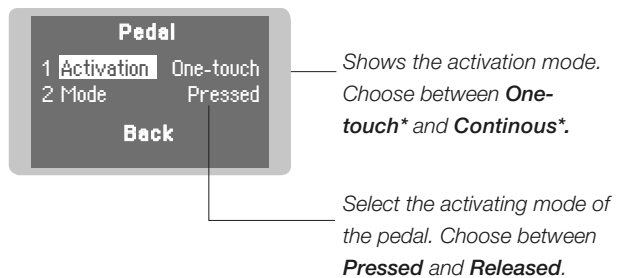 Pedal
1 Activation One-touch
2 Mode Pressed
Back
Shows the activation mode.
Choose between One-
touch* and Continous*.
Select the activating mode of
the pedal. Choose between
Pressed and Released.